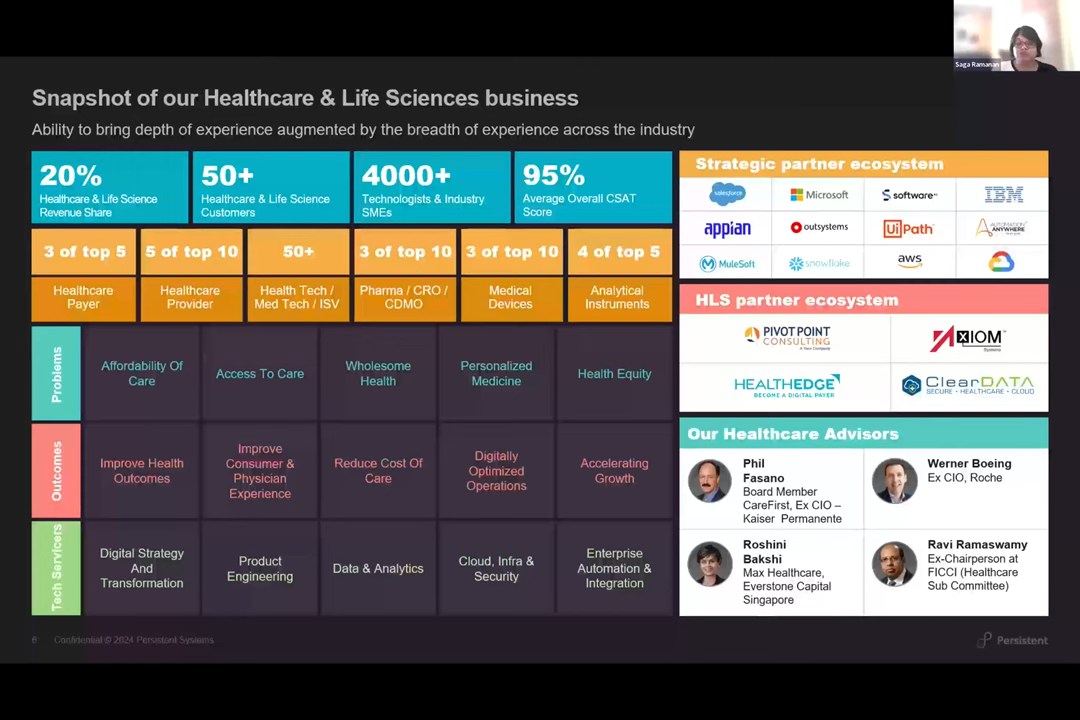 Saga Ramanan
Snapshot of our Healthcare & Life Sciences business
Ability to bring depth of experience augmented by the breadth of experience across the industry
20%
Healthcare & Life Science
Revenue Share
50+
Healthcare & Life Science
Customers
4000+
Technologists & Industry
SMEs
95%
Average Overall CSAT
Score
3 of top 5
5 of top 10
50+
3 of top 10
3 of top 10
4 of top 5
Healthcare
Payer
Healthcare
Provider
Health Tech /
Med Tech / ISV
Pharma / CRO /
CDMO
Medical
Devices
Analytical
Instruments
Problems
Affordability Of
Care
Access To Care
Wholesome
Health
Personalized
Medicine
Health Equity
Outcomes
Improve Health
Outcomes
Improve
Consumer &
Physician
Experience
Reduce Cost Of
Care
Digitally
Optimized
Operations
Accelerating
Growth
Tech Servicers
Digital Strategy
And
Transformation
Product
Engineering
Data & Analytics
Cloud, Infra &
Security
Enterprise
Automation &
Integration
Strategic partner ecosystem
salesforce
Microsoft
software AG
IBM
appian
outsystems
UiPath
AUTOMATION
ANYWHERE
MuleSoft
snowflake
aws
HLS partner ecosystem
PIVOT POINT
CONSULTING
A Vaco Company
AXIOM
Systems
HEALTHEDGE
BECOME A DIGITAL PAYER
ClearDATA
SECURE • HEALTHCARE • CLOUD
Our Healthcare Advisors
Phil
Fasano
Board Member
CareFirst, Ex CIO –
Kaiser Permanente
Werner Boeing
Ex CIO, Roche
Roshini
Bakshi
Max Healthcare,
Everstone Capital
Singapore
Ravi Ramaswamy
Ex-Chairperson at
FICCI (Healthcare
Sub Committee)
6
Confidential © 2024 Persistent Systems
Persistent